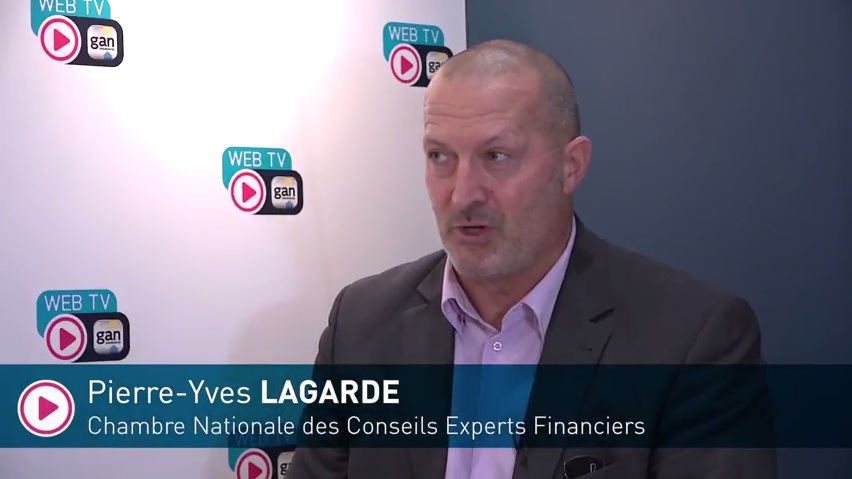 WEB TV
gan
WEB TV
WEB TV
gan
WEB TV
gan
Pierre-Yves LAGARDE
Chambre Nationale des Conseils Experts Financiers